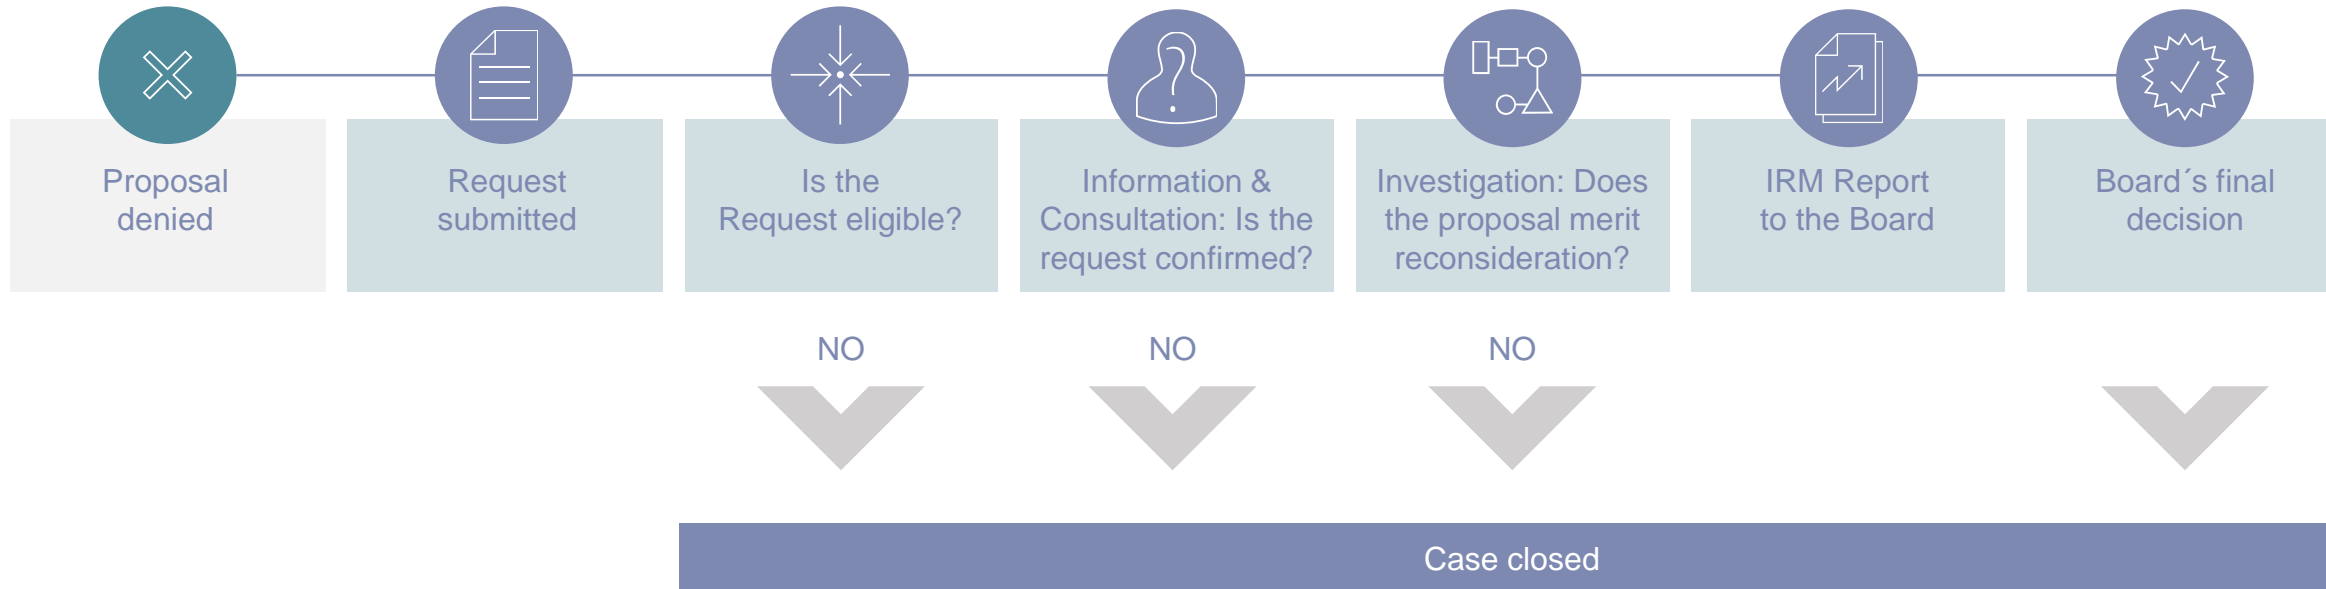 Proposal
denied
Request
submitted
Is the
Request eligible?
Information &
Consultation: Is the
request confirmed?
Investigation: Does
the proposal merit
reconsideration?
IRM Report
to the Board
Board´s final
decision
NO
NO
NO
Case closed